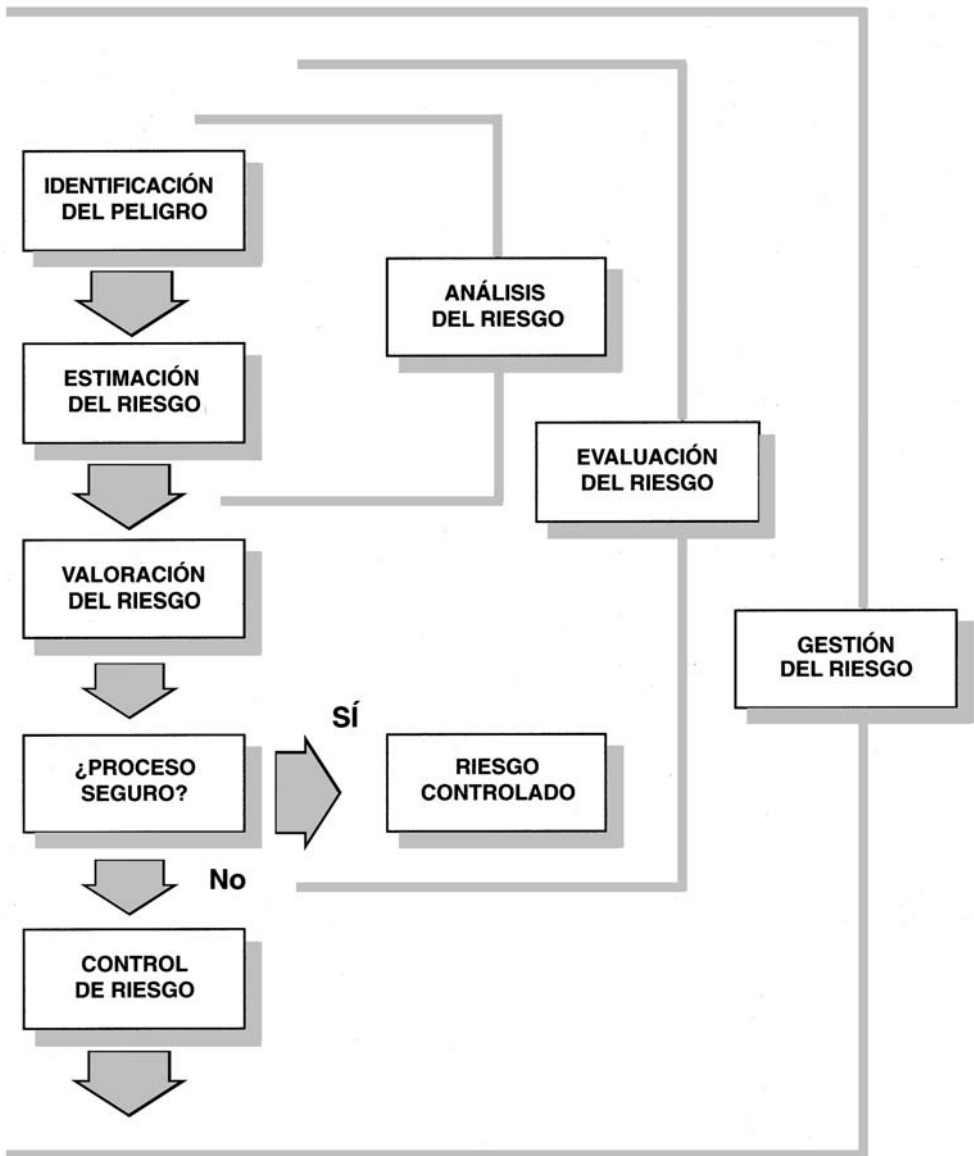 IDENTIFICACIÓN
DEL PELIGRO
ANÁLISIS
DEL RIESGO
ESTIMACIÓN
DEL RIESGO
EVALUACIÓN
DEL RIESGO
VALORACIÓN
DEL RIESGO
GESTIÓN
DEL RIESGO
SÍ
¿PROCESO
SEGURO?
RIESGO
CONTROLADO
No
CONTROL
DE RIESGO